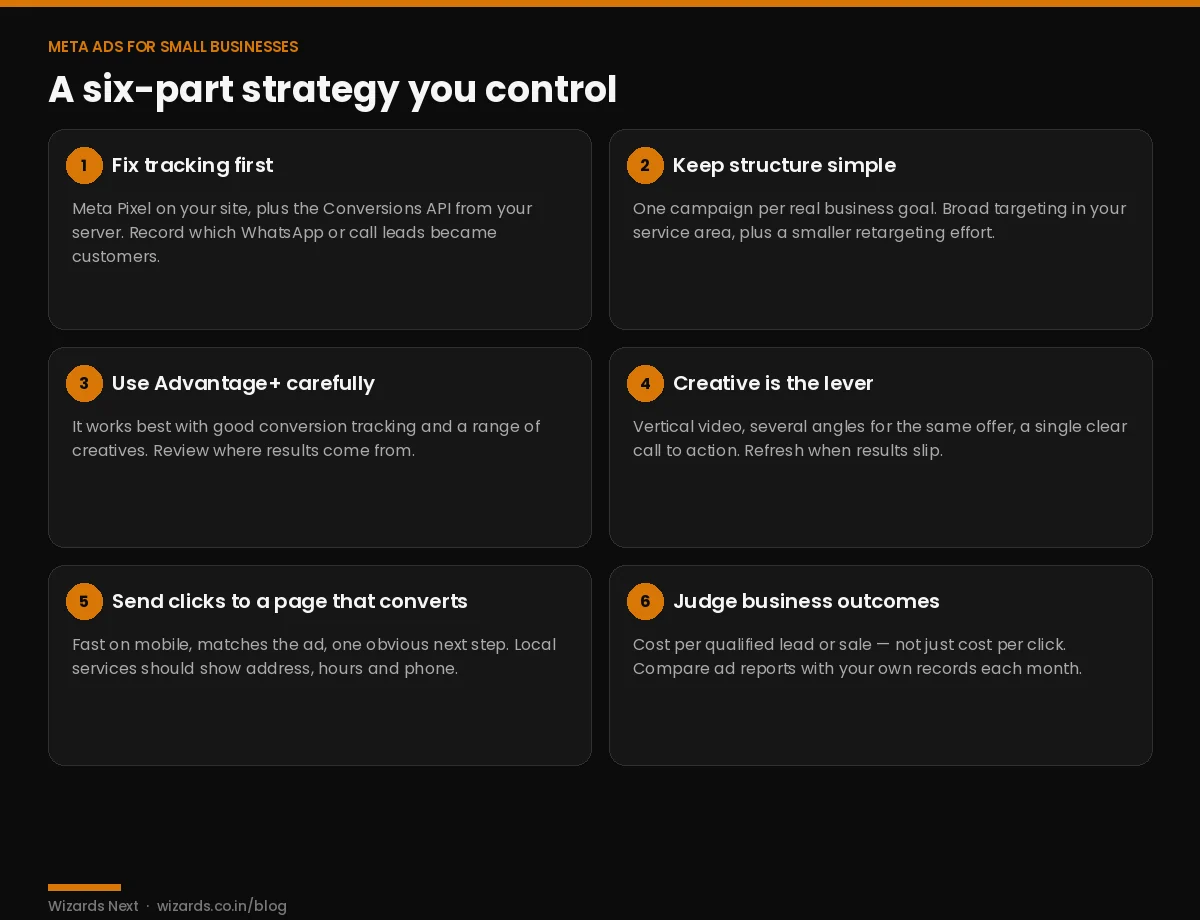 META ADS FOR SMALL BUSINESSES
A six-part strategy you control
1 Fix tracking first
Meta Pixel on your site, plus the Conversions API from your
server. Record which WhatsApp or call leads became
customers.
2 Keep structure simple
One campaign per real business goal. Broad targeting in your
service area, plus a smaller retargeting effort.
3 Use Advantage+ carefully
It works best with good conversion tracking and a range of
creatives. Review where results come from.
4 Creative is the lever
Vertical video, several angles for the same offer, a single clear
call to action. Refresh when results slip.
5 Send clicks to a page that converts
Fast on mobile, matches the ad, one obvious next step. Local
services should show address, hours and phone.
6 Judge business outcomes
Cost per qualified lead or sale — not just cost per click.
Compare ad reports with your own records each month.
Wizards Next · wizards.co.in/blog